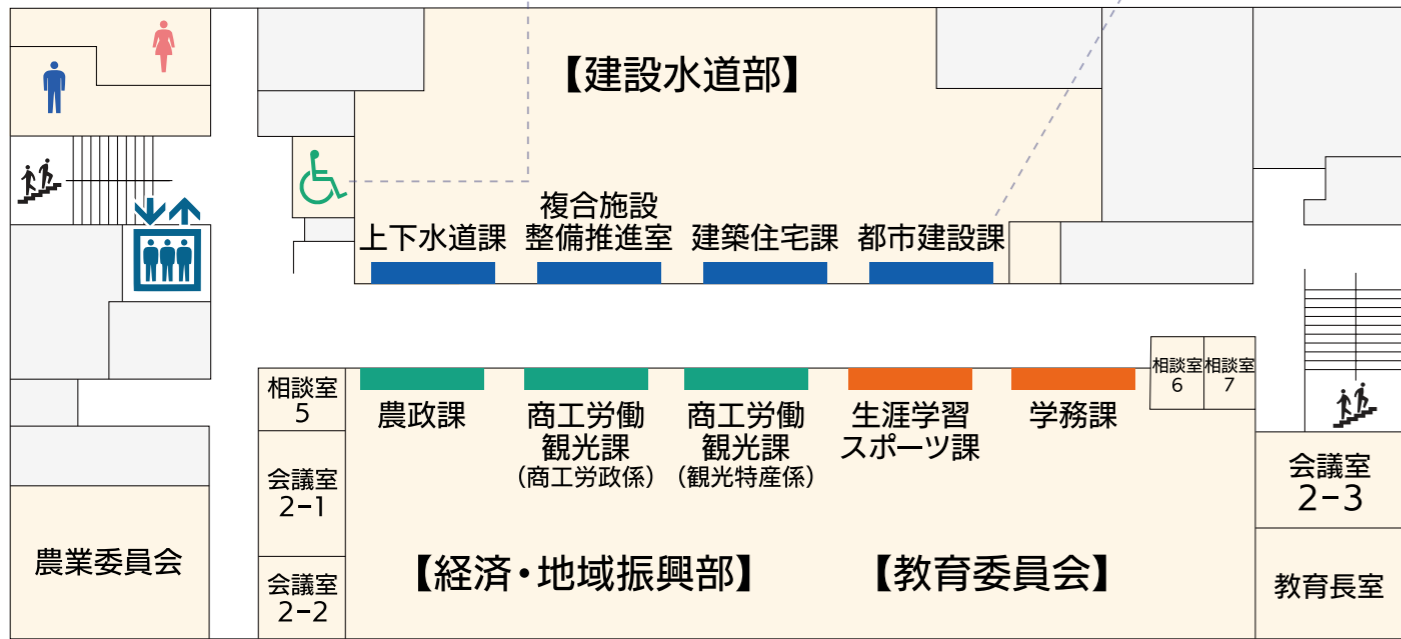 【建設水道部】
上下水道課
複合施設
整備推進室
建築住宅課
都市建設課
相談室
5
農政課
商工労働
観光課
（商工労政係）
商工労働
観光課
（観光特産係）
生涯学習
スポーツ課
学務課
相談室
6
相談室
7
会議室
2-1
会議室
2-2
農業委員会
【経済・地域振興部】
【教育委員会】
会議室
2-3
教育長室